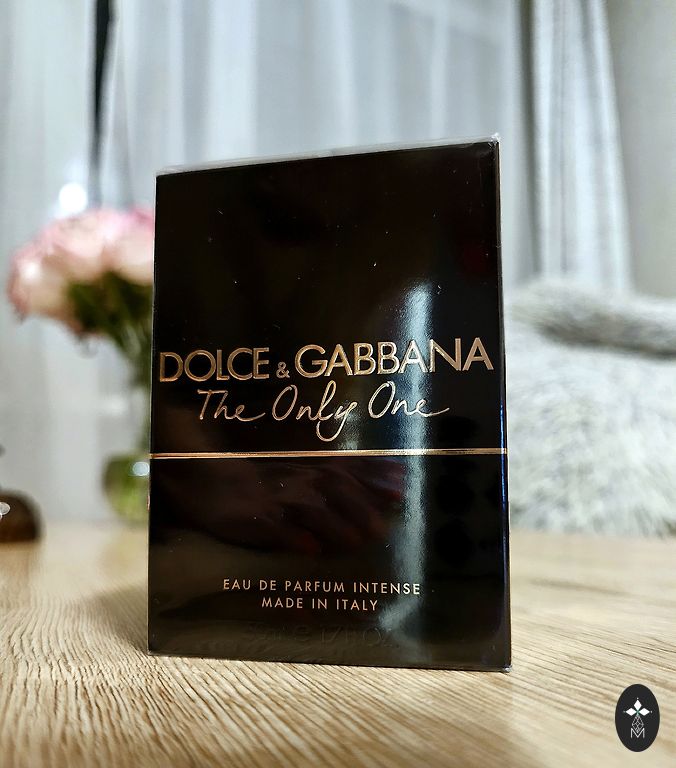 DOLCE & GABBANA
The Only One
EAU DE PARFUM INTENSE
MADE IN ITALY
M